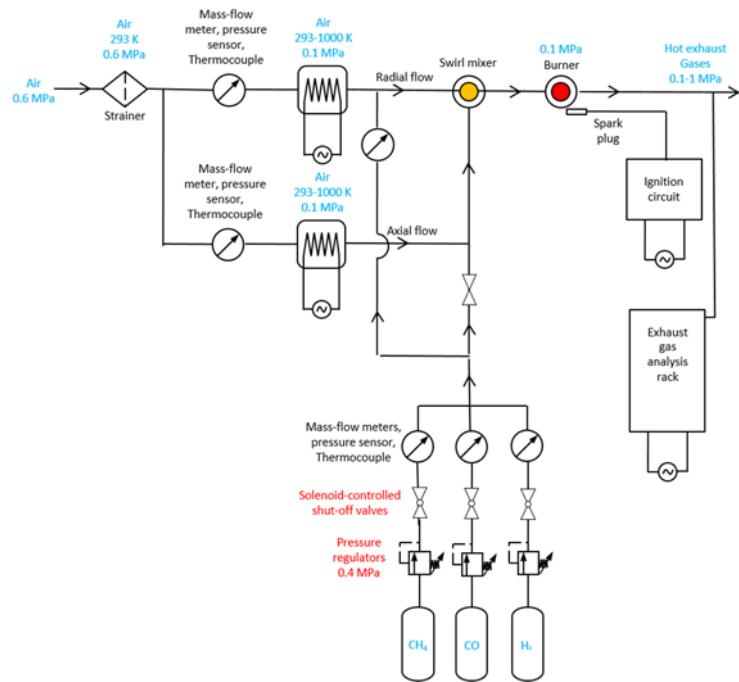 Air
0.6 MPa
Air
293 K
0.6 MPa
Strainer
Mass-flow
meter, pressure
sensor,
Thermocouple
Air
293-1000 K
0.1 MPa
Radial flow
Swirl mixer
0.1 MPa
Burner
Hot exhaust
Gases
0.1-1 MPa
Spark
plug
Ignition
circuit
Mass-flow
meter, pressure
sensor,
Thermocouple
Air
293-1000 K
0.1 MPa
Axial flow
Exhaust
gas
analysis
rack
Mass-flow meters,
pressure sensor,
Thermocouple
Solenoid-controlled
shut-off valves
Pressure
regulators
0.4 MPa
CH₄
CO
H₂